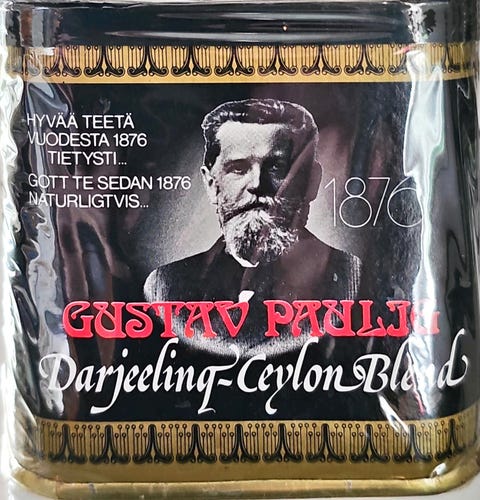 HYVÄÄ TEETÄ
VUODESTA 1876
TIETYSTI...
GOTT TE SEDAN 1876
NATURLIGTVIS...
1876
GUSTAV PAULIG
Darjeeling-Ceylon Blend